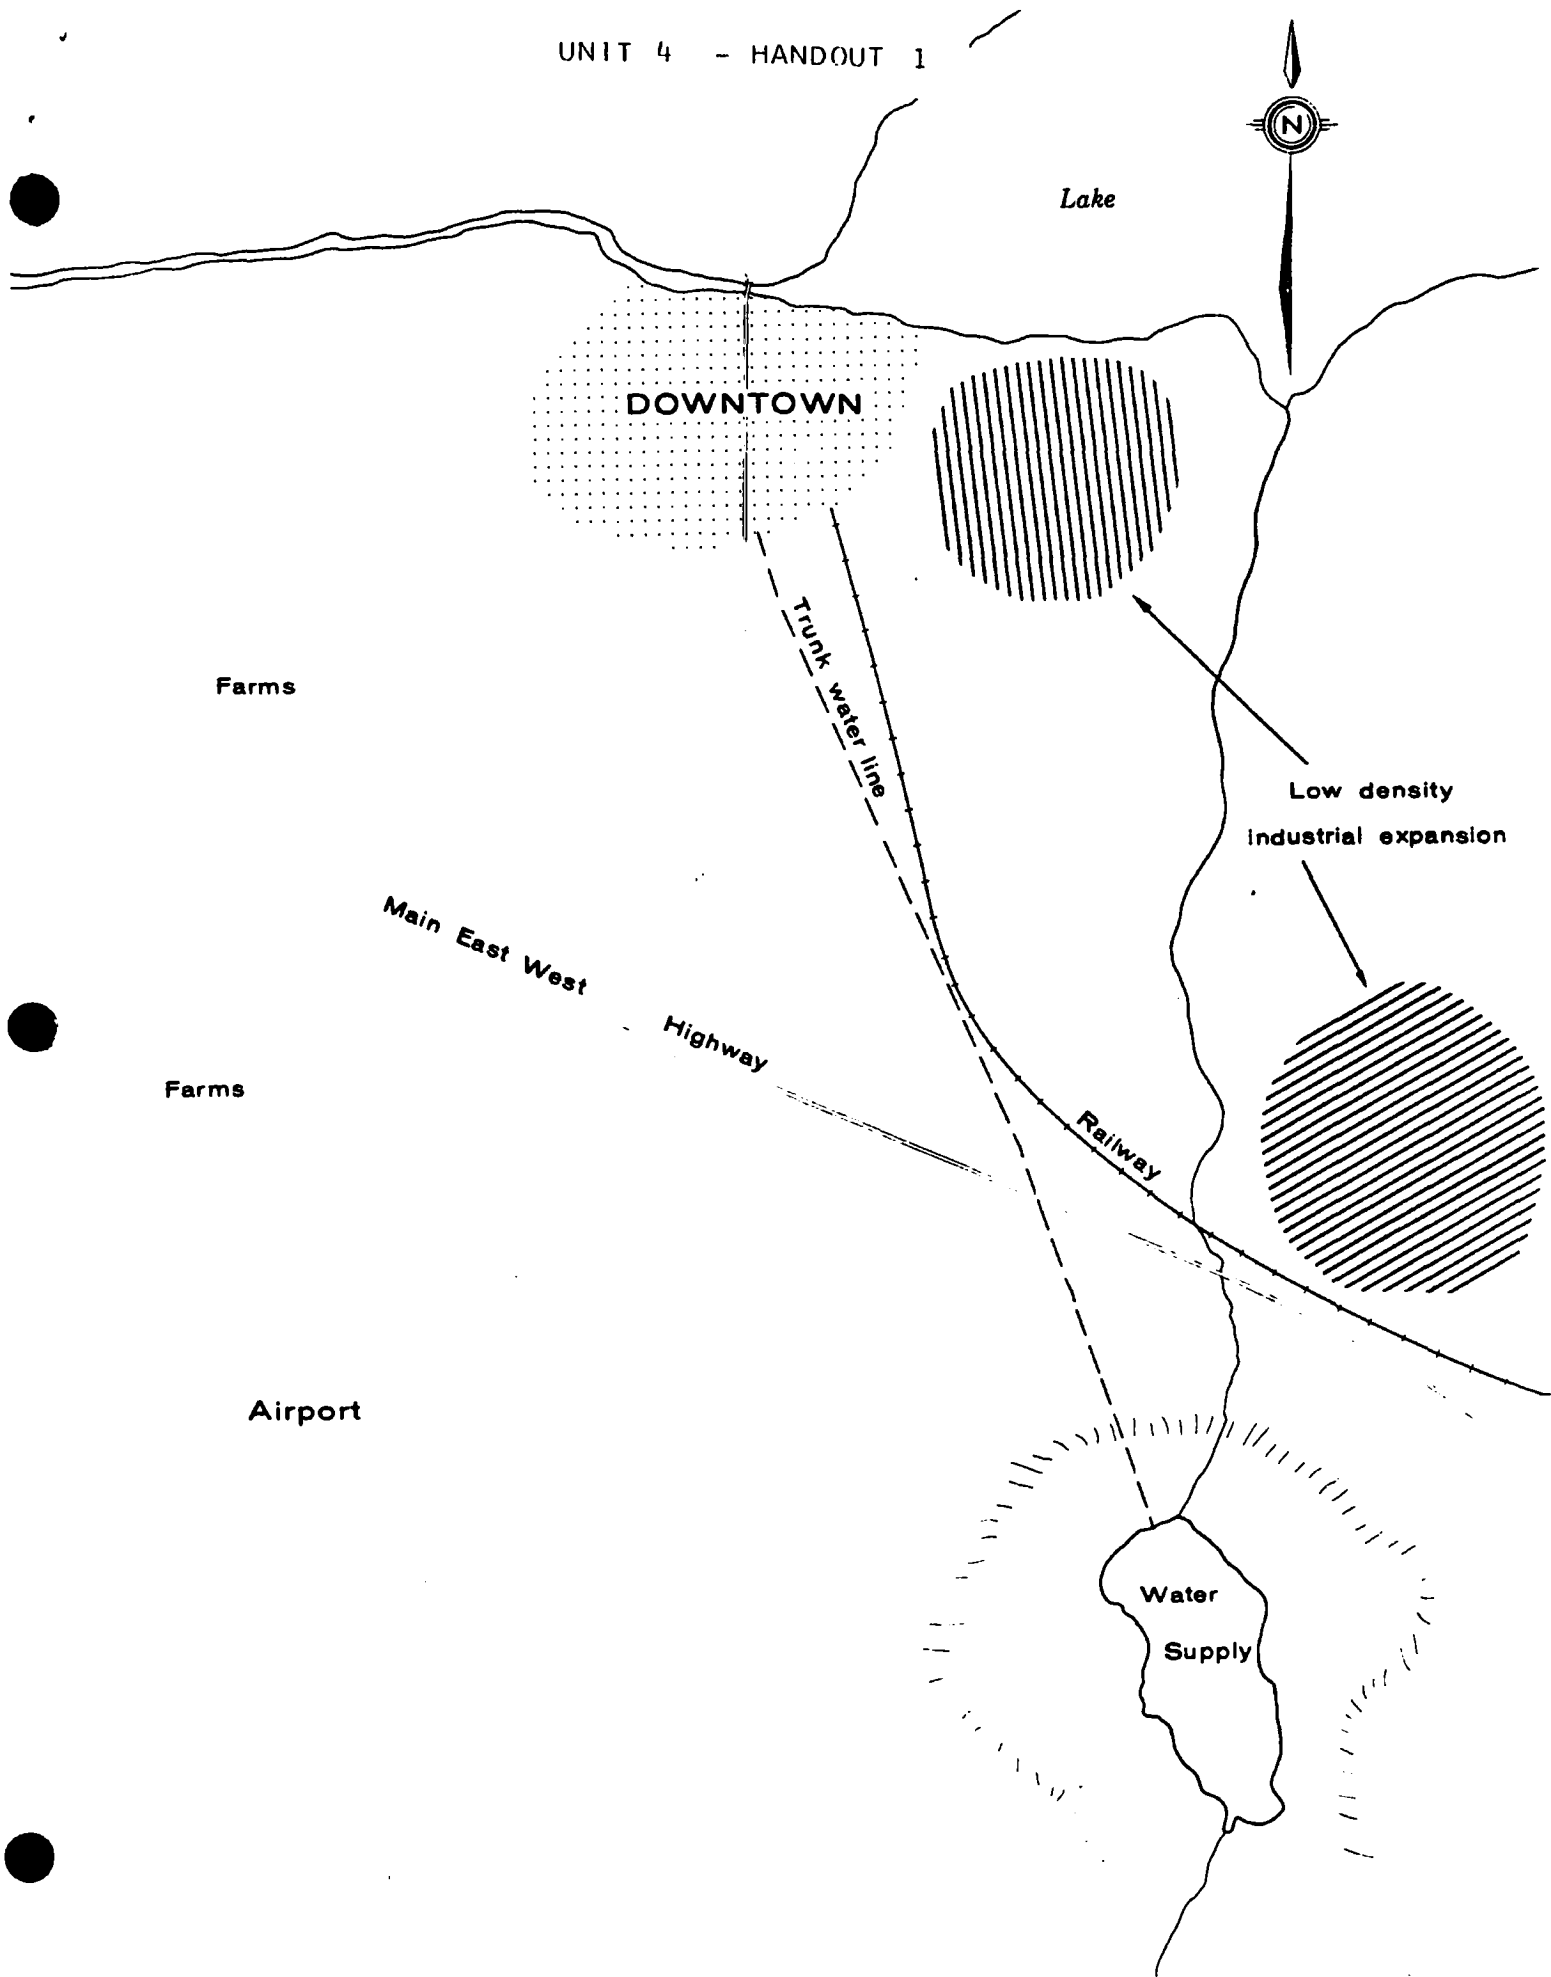 UNIT 4 - HANDOUT 1
N
Lake
DOWNTOWN
Trunk water line
Farms
Low density
industrial expansion
Main East West
Highway
Farms
Railway
Airport
Water
Supply